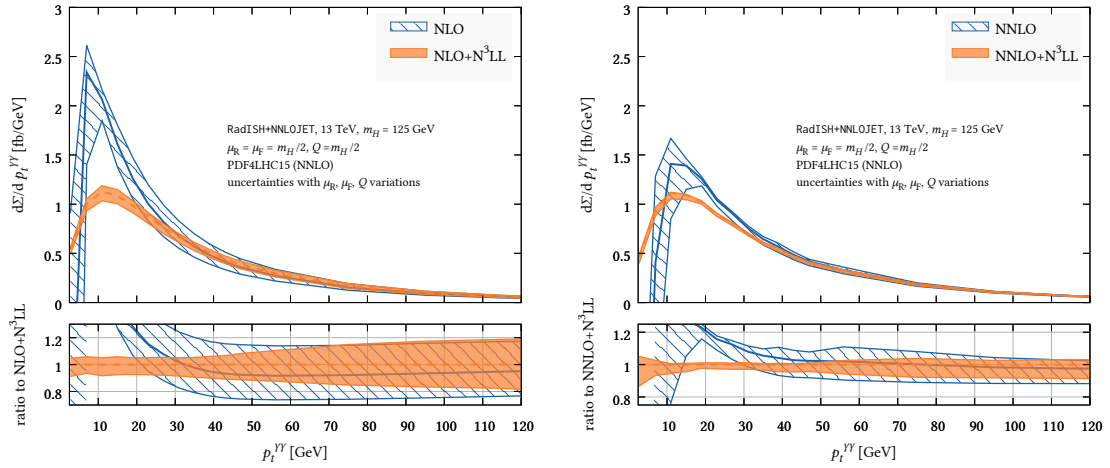 3
2.5
2
1.5
1
0.5
0
dΣ/d p_t^γγ [fb/GeV]
NLO
NLO+N³LL
RadISH+NNLOJET, 13 TeV, m_H = 125 GeV
μ_R = μ_F = m_H/2, Q = m_H/2
PDF4LHC15 (NNLO)
uncertainties with μ_R, μ_F, Q variations
ratio to NLO+N³LL
1.2
1
0.8
10 20 30 40 50 60 70 80 90 100 110 120
p_t^γγ [GeV]
3
2.5
2
1.5
1
0.5
0
dΣ/d p_t^γγ [fb/GeV]
NNLO
NNLO+N³LL
RadISH+NNLOJET, 13 TeV, m_H = 125 GeV
μ_R = μ_F = m_H/2, Q = m_H/2
PDF4LHC15 (NNLO)
uncertainties with μ_R, μ_F, Q variations
ratio to NNLO+N³LL
1.2
1
0.8
10 20 30 40 50 60 70 80 90 100 110 120
p_t^γγ [GeV]